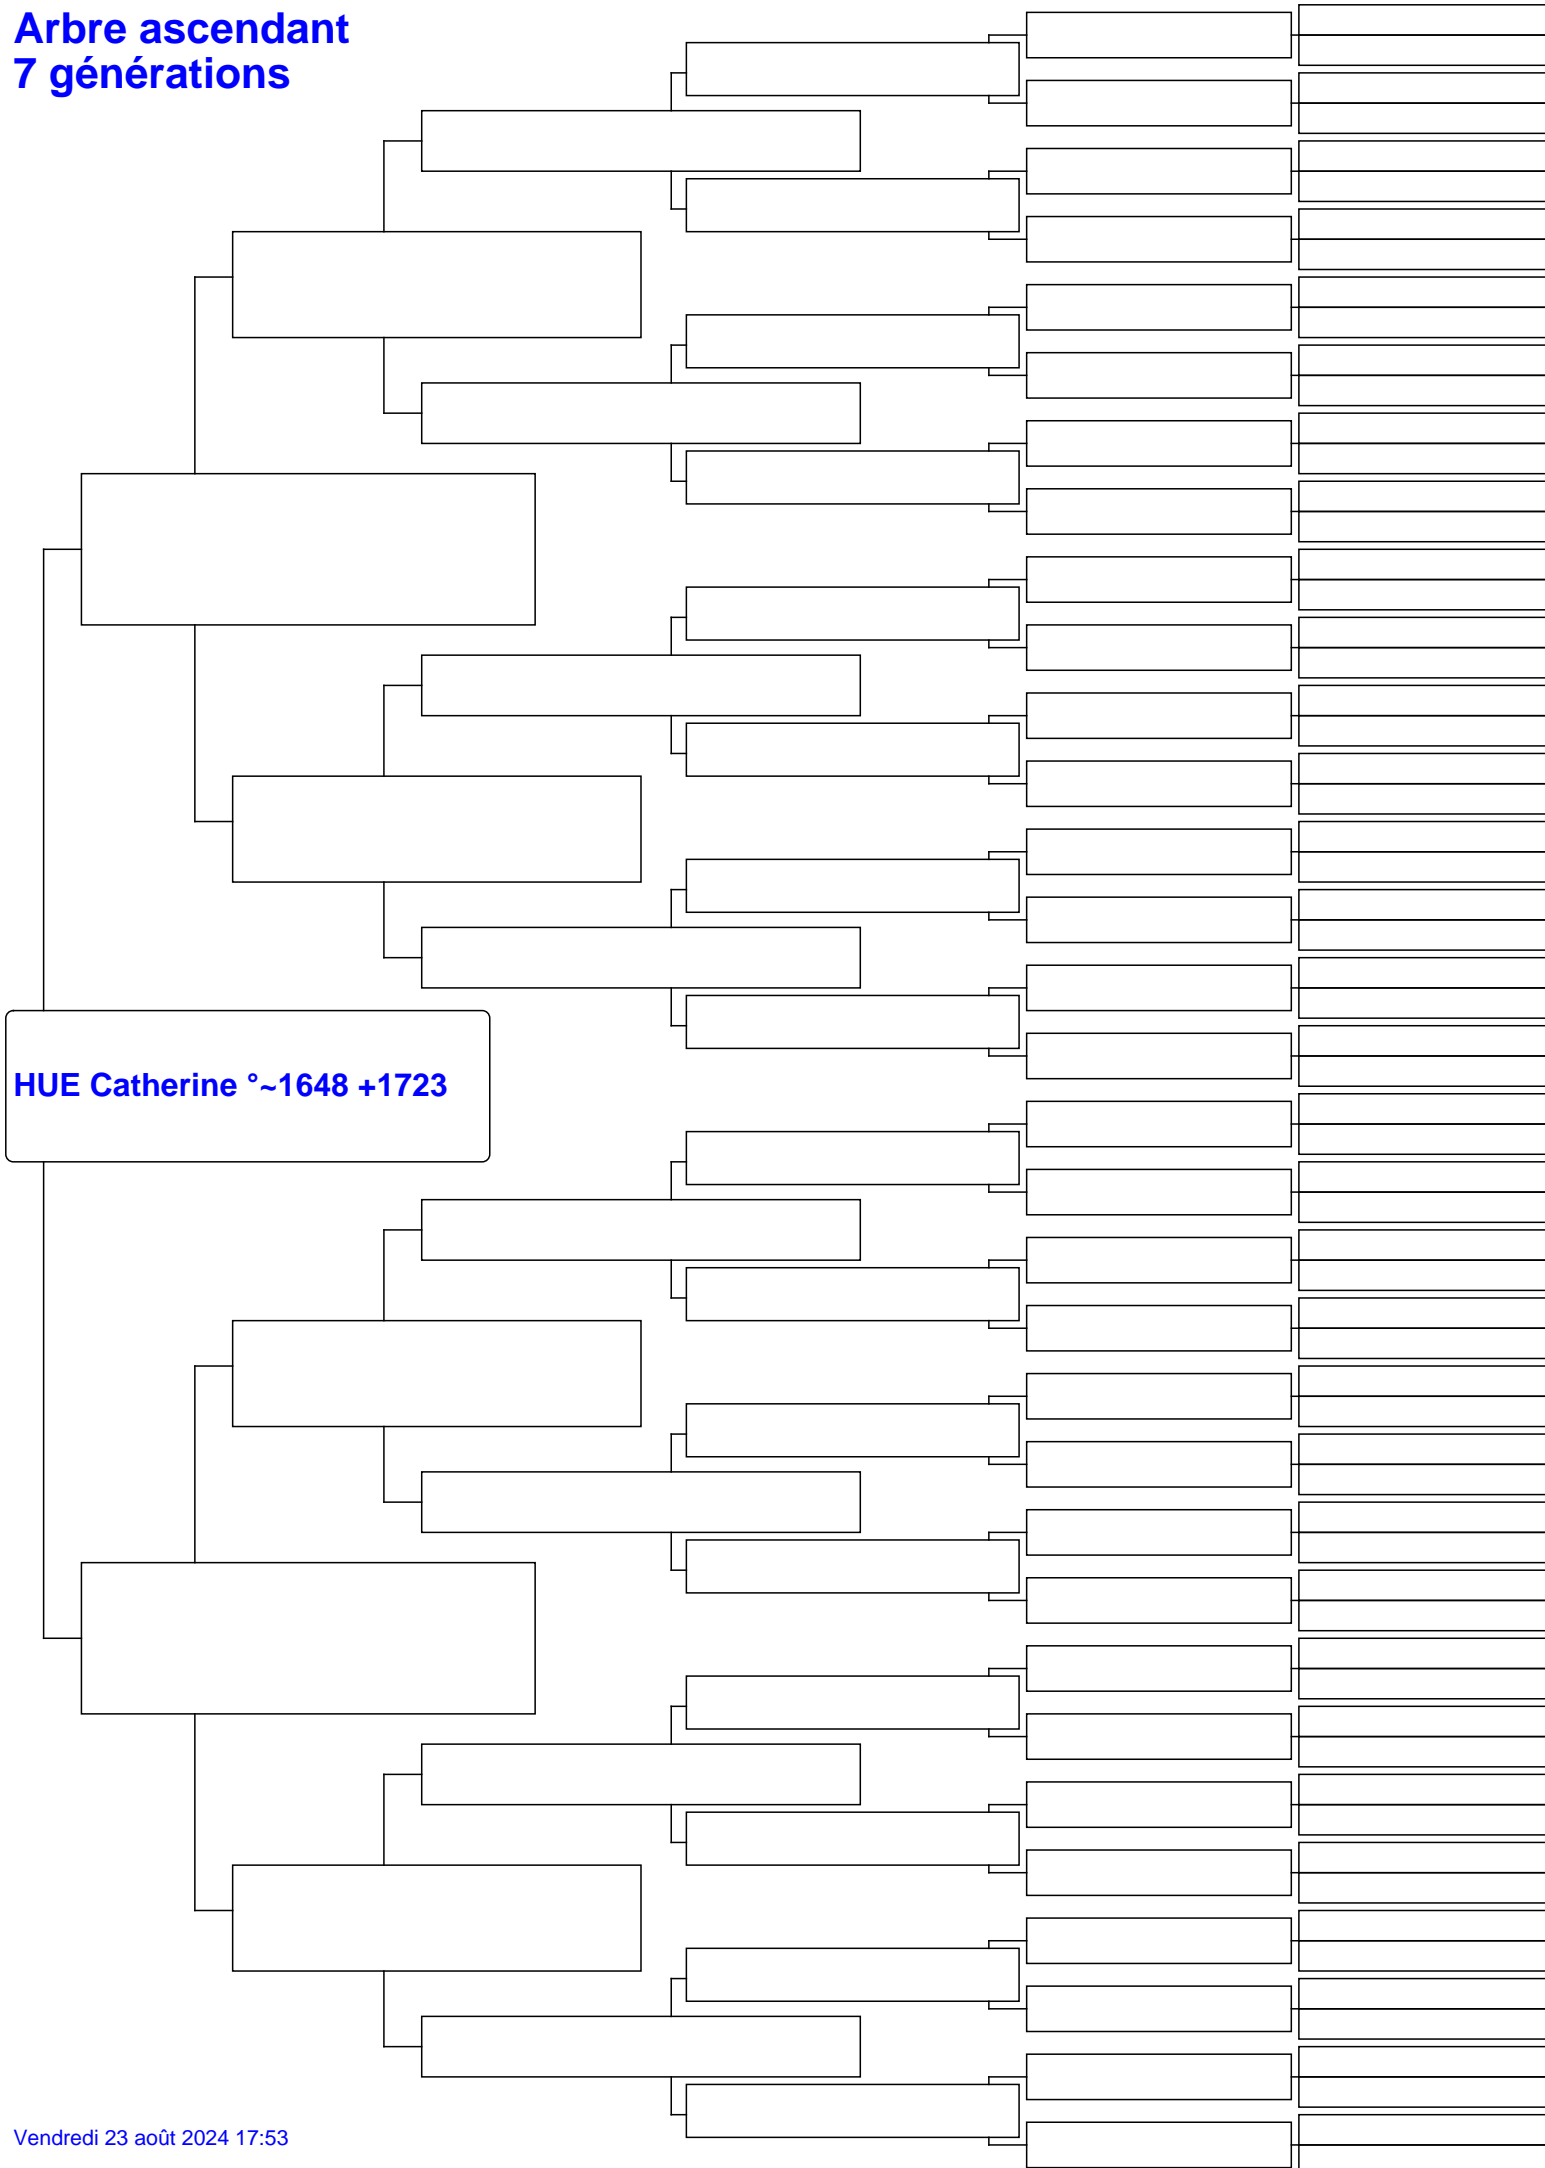 Arbre ascendant
7 générations
HUE Catherine °~1648 +1723
Vendredi 23 août 2024 17:53